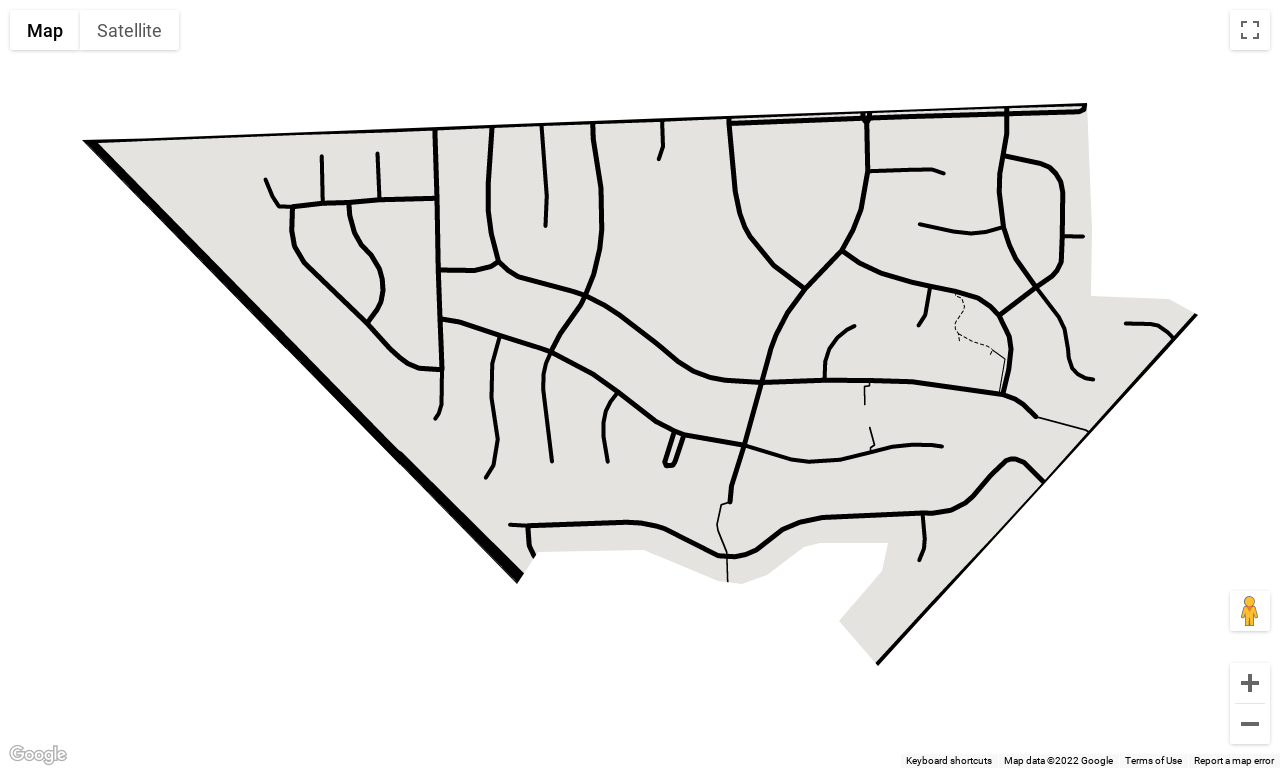 Map Satellite
Google
Keyboard shortcuts Map data ©2022 Google Terms of Use Report a map error